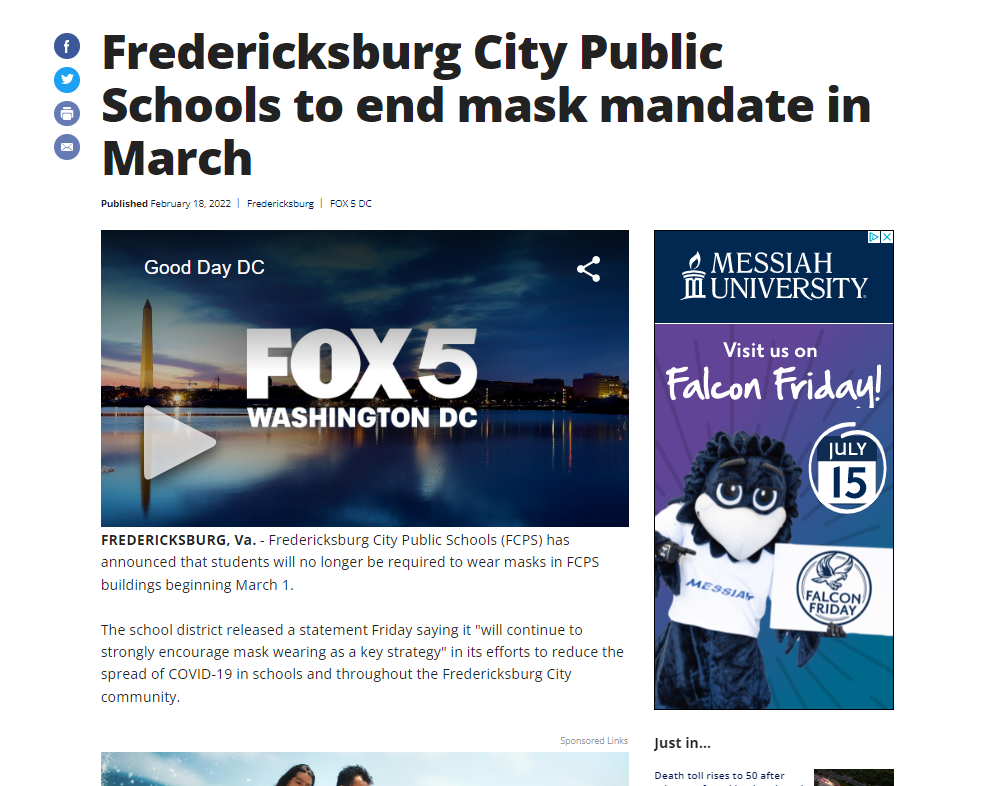 Fredericksburg City Public
Schools to end mask mandate in
March
Published February 18, 2022 | Fredericksburg | FOX 5 DC
Good Day DC
FOX 5
WASHINGTON DC
FREDERICKSBURG, Va. - Fredericksburg City Public Schools (FCPS) has
announced that students will no longer be required to wear masks in FCPS
buildings beginning March 1.
The school district released a statement Friday saying it "will continue to
strongly encourage mask wearing as a key strategy" in its efforts to reduce the
spread of COVID-19 in schools and throughout the Fredericksburg City
community.
Sponsored Links
MESSIAH
UNIVERSITY
Visit us on
Falcon Friday!
JULY
15
MESSIAH
FALCON
FRIDAY
Just in...
Death toll rises to 50 after